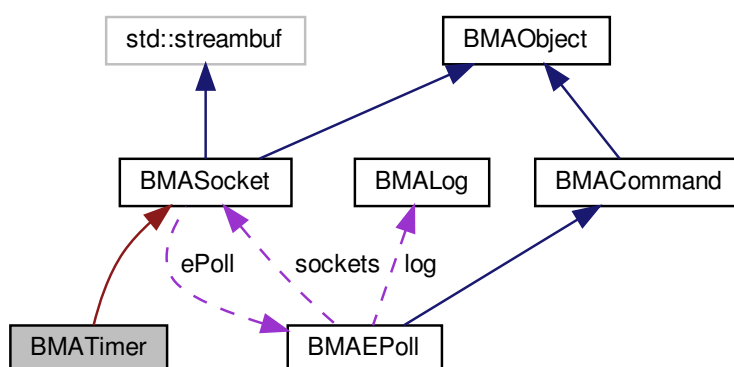 std::streambuf
BMAObject
BMASocket
BMALog
BMACommand
ePoll
sockets
log
BMATimer
BMAEPoll